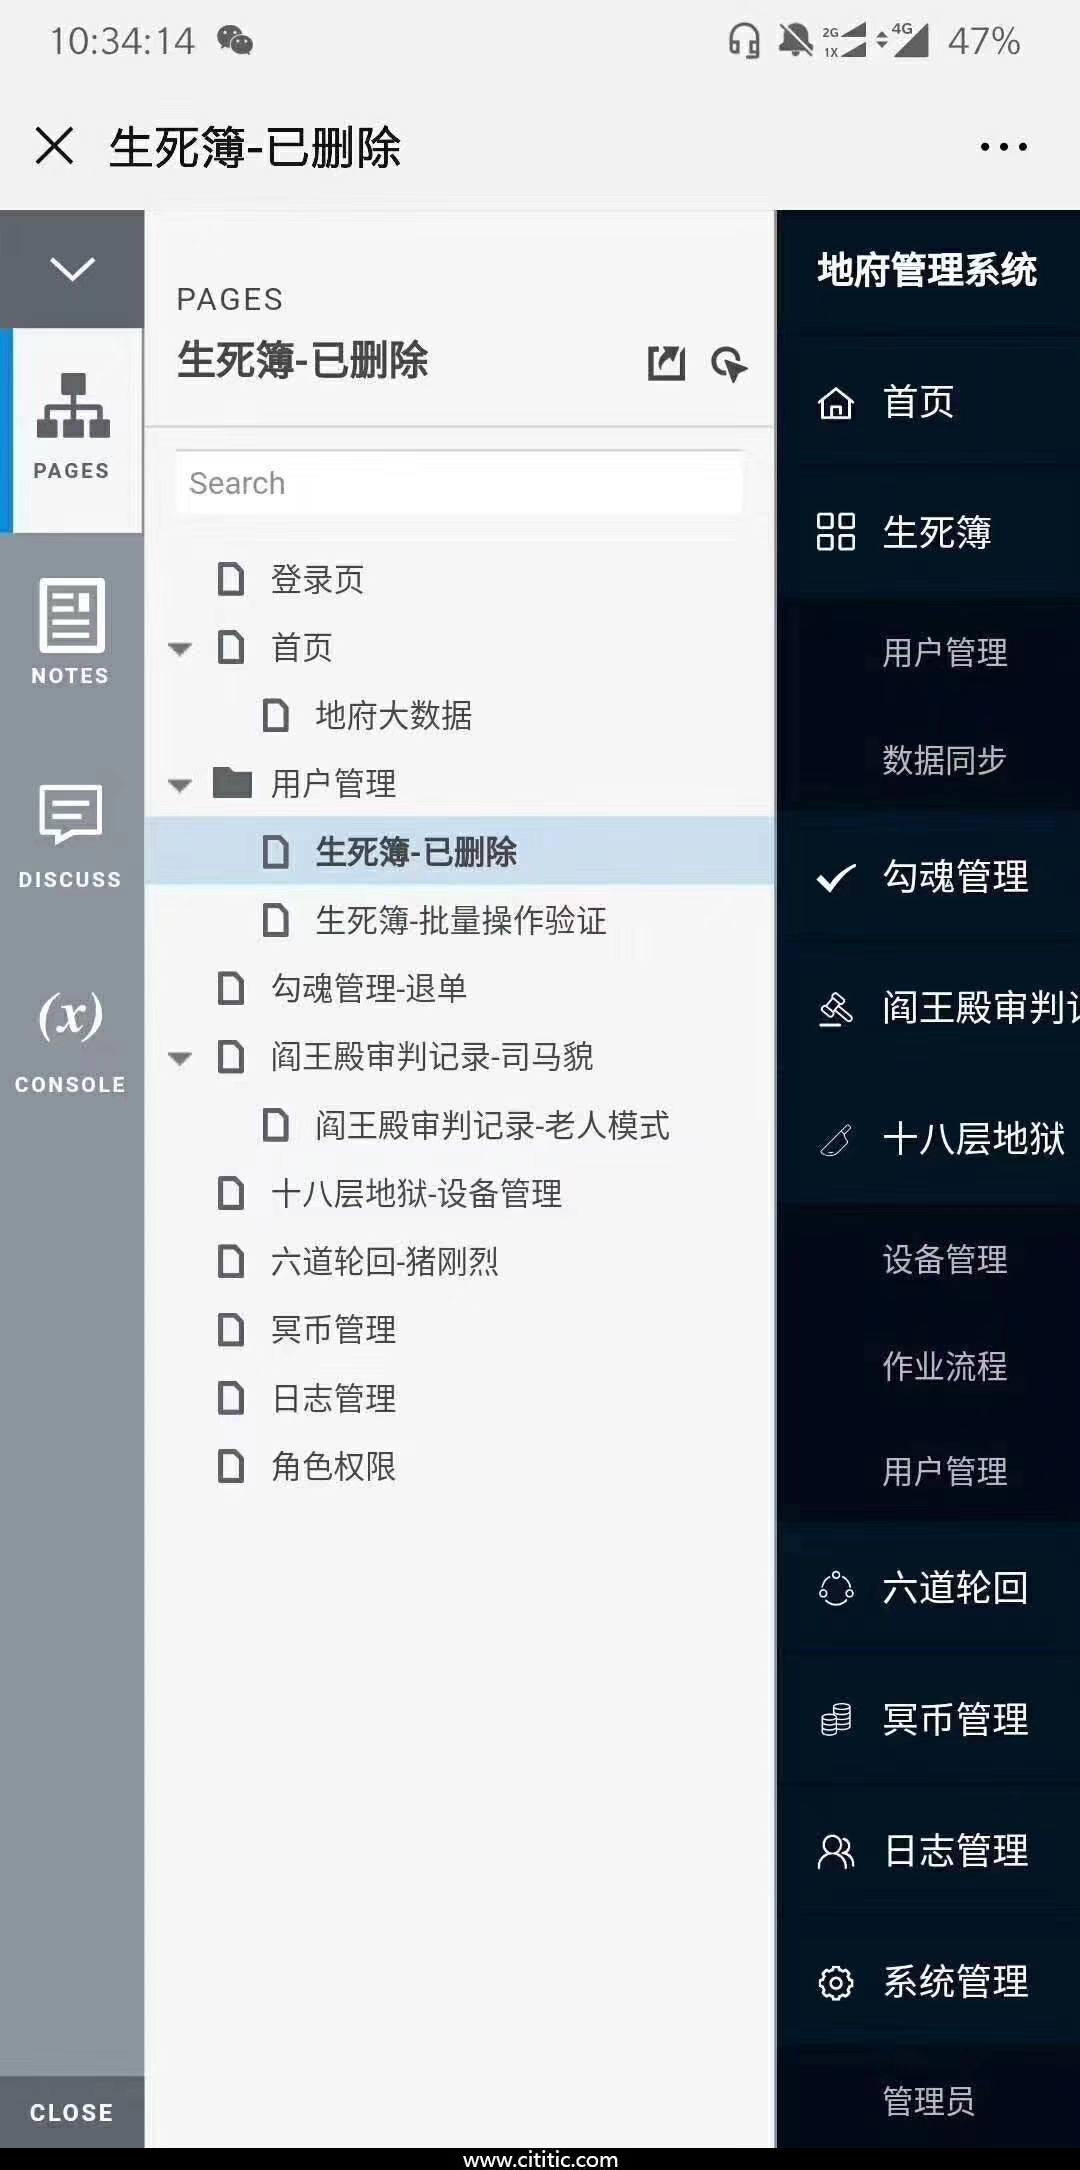 10:34:14
2G
1X
4G
47%
生死簿-已删除
PAGES
NOTES
DISCUSS
(x)
CONSOLE
CLOSE
PAGES
生死簿-已删除
Search
登录页
首页
地府大数据
用户管理
生死簿-已删除
生死簿-批量操作验证
勾魂管理-退单
阎王殿审判记录-司马貌
阎王殿审判记录-老人模式
十八层地狱-设备管理
六道轮回-猪刚烈
冥币管理
日志管理
角色权限
地府管理系统
首页
生死簿
用户管理
数据同步
勾魂管理
阎王殿审判记
十八层地狱
设备管理
作业流程
用户管理
六道轮回
冥币管理
日志管理
系统管理
管理员
www.cititic.com